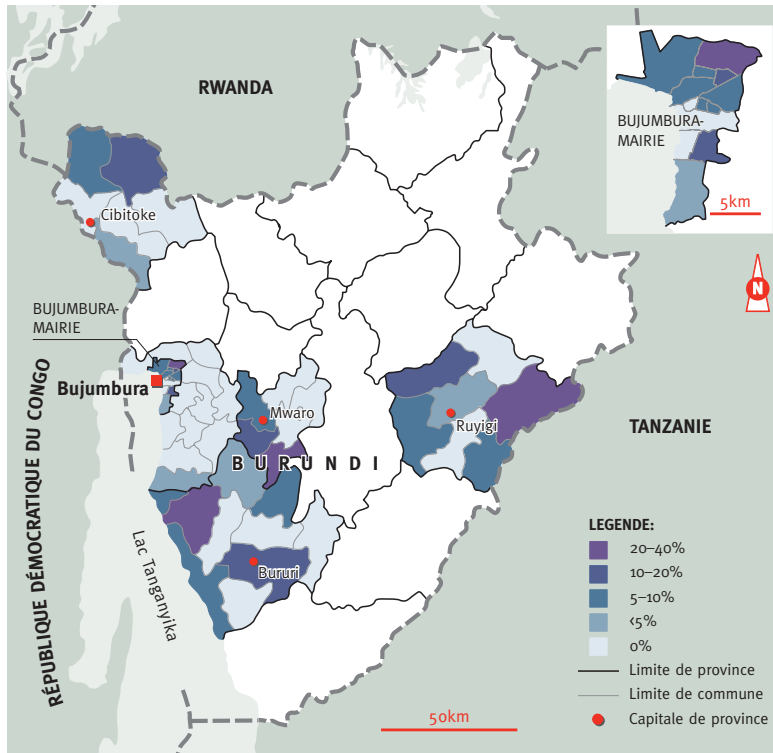 RWANDA
BUJUMBURA-
MAIRIE
5km
Cibitoke
N
BUJUMBURA-
MAIRIE
Bujumbura
Mwaro
Ruyigi
TANZANIE
RÉPUBLIQUE DÉMOCRATIQUE DU CONGO
BURUNDI
Lac Tanganyika
Bururi
LEGENDE:
20–40%
10–20%
5–10%
<5%
0%
Limite de province
Limite de commune
Capitale de province
50km